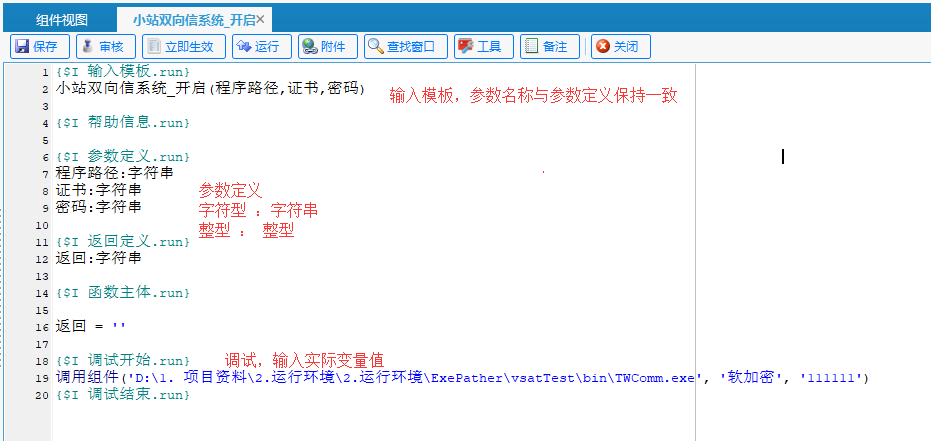 组件视图 小站双向信系统_开启×
保存 审核 立即生效 运行 附件 查找窗口 工具 备注 关闭
1 {$I 输入模板.run}
2 小站双向信系统_开启(程序路径,证书,密码) 输入模板，参数名称与参数定义保持一致
3
4 {$I 帮助信息.run}
5
6 {$I 参数定义.run}
7 程序路径:字符串
8 证书:字符串 参数定义
9 密码:字符串 字符型 ：字符串
10 整型 ： 整型
11 {$I 返回定义.run}
12 返回:字符串
13
14 {$I 函数主体.run}
15
16 返回 = ''
17
18 {$I 调试开始.run} 调试，输入实际变量值
19 调用组件('D:\1. 项目资料\2.运行环境\2.运行环境\ExePather\vsatTest\bin\TWComm.exe', '软加密', '111111')
20 {$I 调试结束.run}